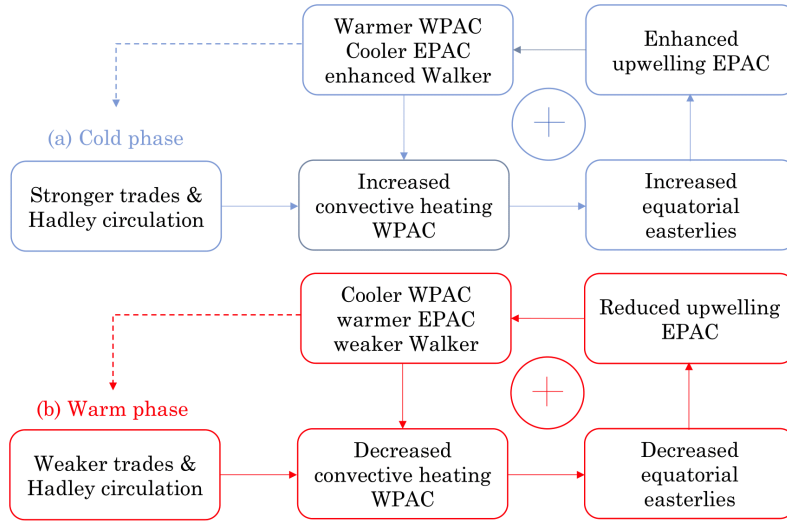 Warmer WPAC
Cooler EPAC
enhanced Walker
Enhanced
upwelling EPAC
+
(a) Cold phase
Stronger trades &
Hadley circulation
Increased
convective heating
WPAC
Increased
equatorial
easterlies
Cooler WPAC
warmer EPAC
weaker Walker
Reduced upwelling
EPAC
+
(b) Warm phase
Weaker trades &
Hadley circulation
Decreased
convective heating
WPAC
Decreased
equatorial
easterlies